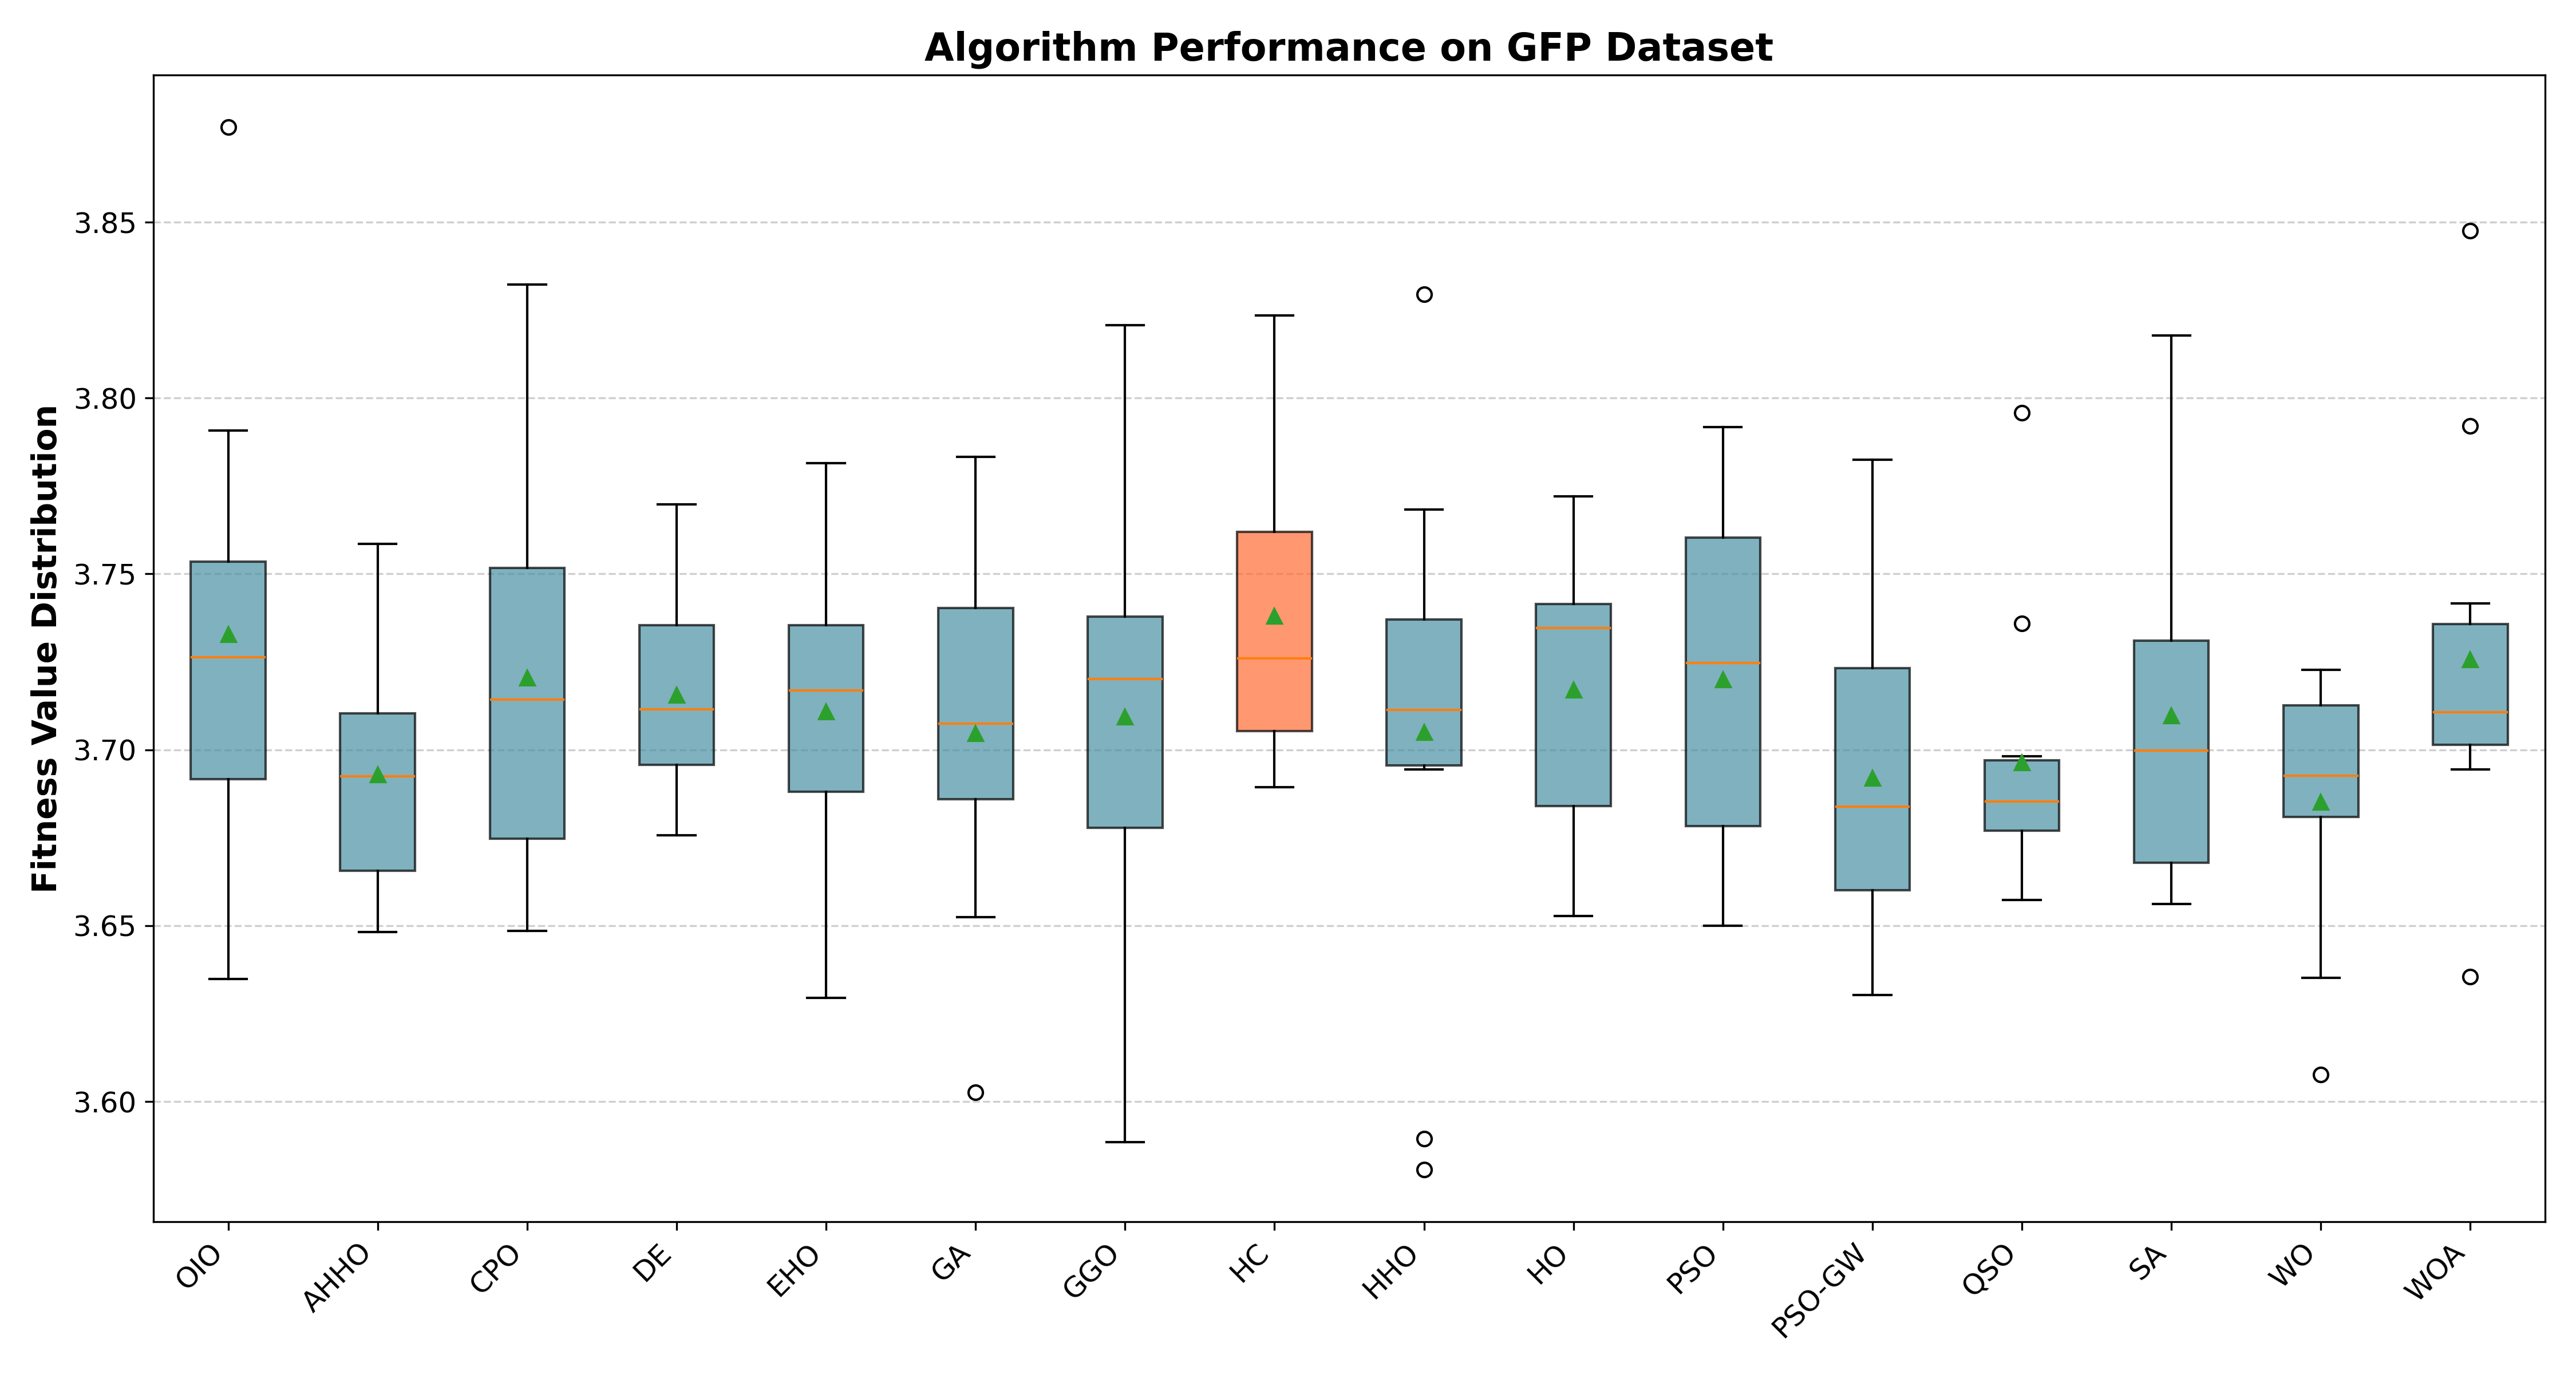 Algorithm Performance on GFP Dataset
Fitness Value Distribution
3.85
3.80
3.75
3.70
3.65
3.60
OIO
AHHO
CPO
DE
EHO
GA
GGO
HC
HHO
HO
PSO
PSO-GW
QSO
SA
WO
WOA